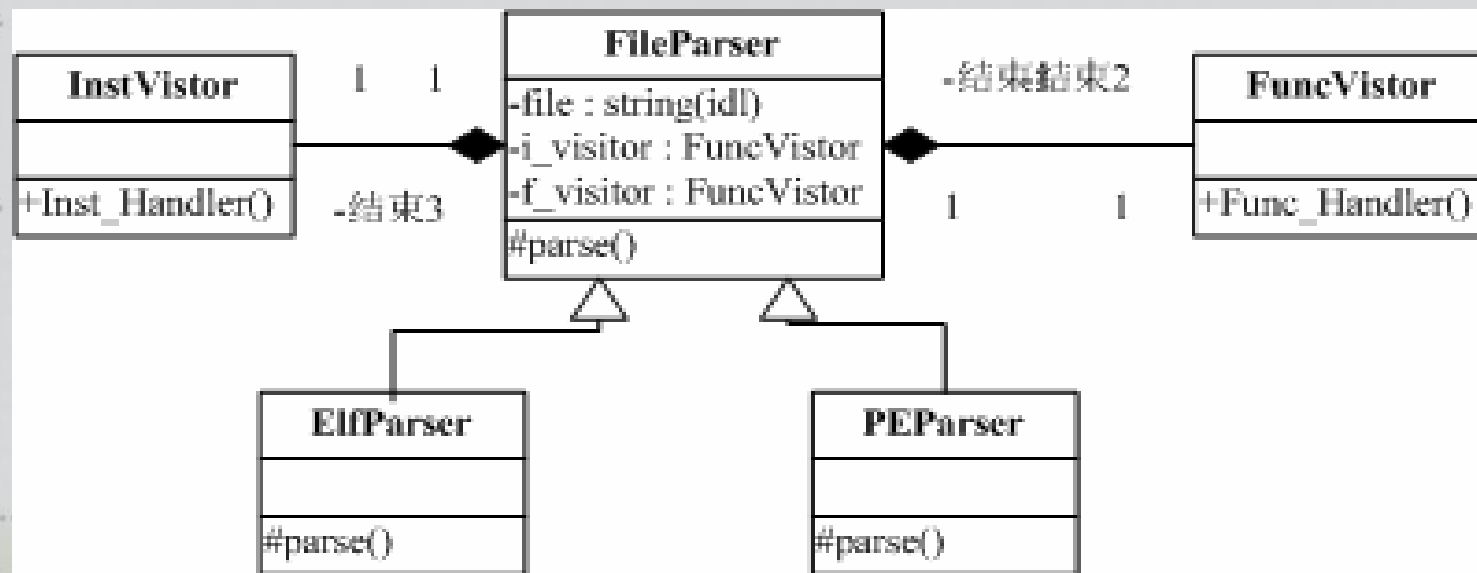 InstVistor
+Inst_Handler()
1 1
-结束3
FileParser
-file : string(idl)
-i_visitor : FuncVistor
-f_visitor : FuncVistor
#parse()
-结束結束2
1 1
FuncVistor
+Func_Handler()
ElfParser
#parse()
PEParser
#parse()